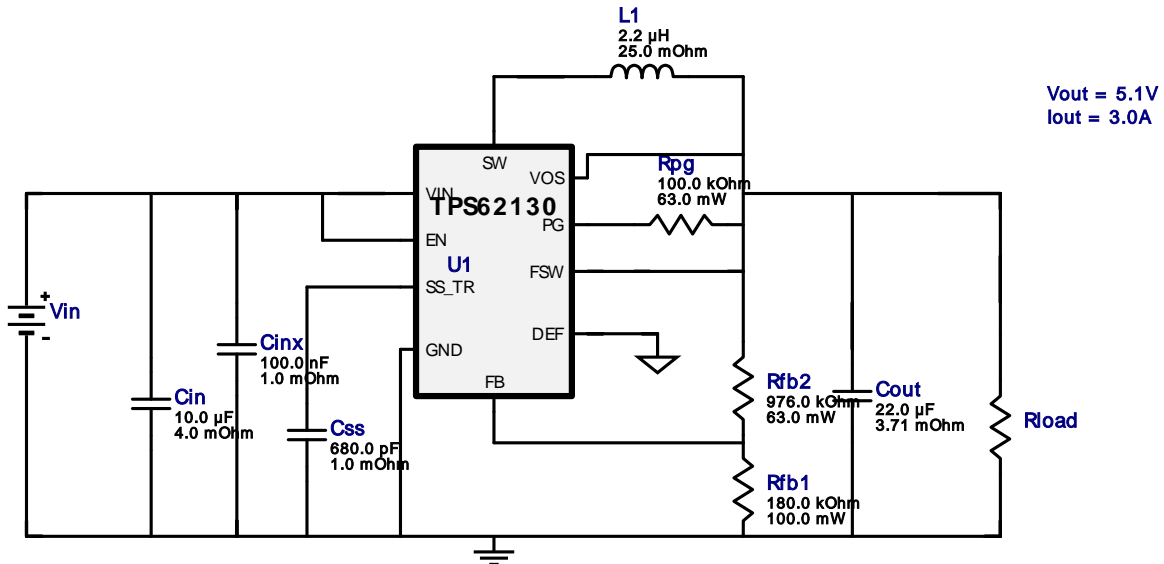 L1
2.2 µH
25.0 mOhm
Vout = 5.1V
Iout = 3.0A
SW
VOS
Rpg
100.0 kOhm
63.0 mW
VIN
TPS62130
PG
EN
U1
FSW
SS_TR
Vin
+
-
DEF
Cinx
100.0 nF
1.0 mOhm
GND
FB
Cin
10.0 µF
4.0 mOhm
Css
680.0 pF
1.0 mOhm
Rfb2
976.0 kOhm
63.0 mW
Cout
22.0 µF
3.71 mOhm
Rload
Rfb1
180.0 kOhm
100.0 mW